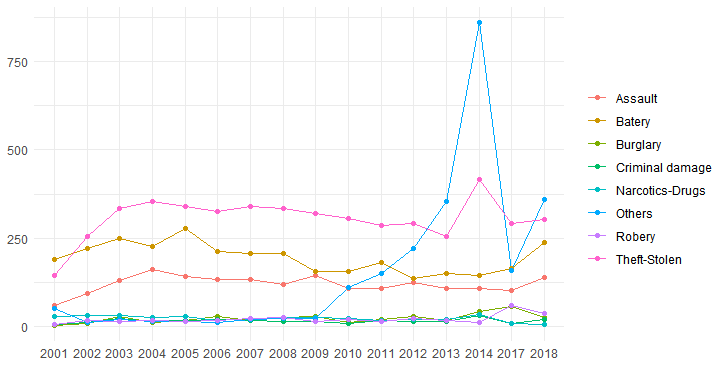 750
500
250
0
2001 2002 2003 2004 2005 2006 2007 2008 2009 2010 2011 2012 2013 2014 2017 2018
Assault
Batery
Burglary
Criminal damage
Narcotics-Drugs
Others
Robery
Theft-Stolen